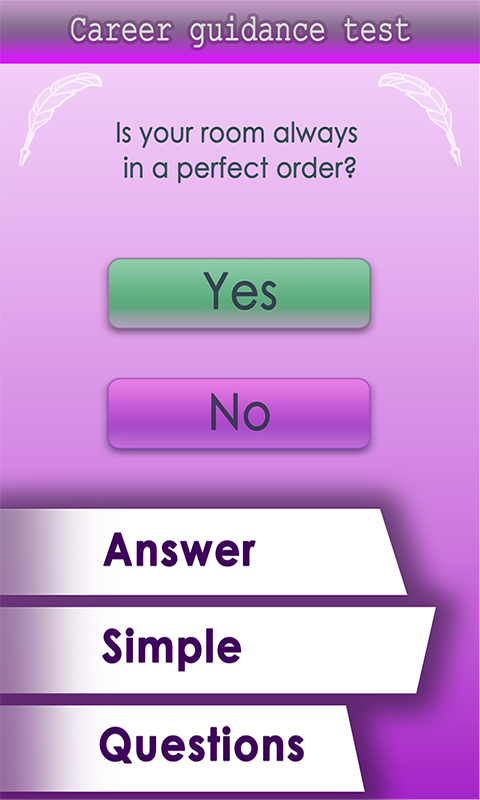 Career guidance test
Is your room always
in a perfect order?
Yes
No
Answer
Simple
Questions